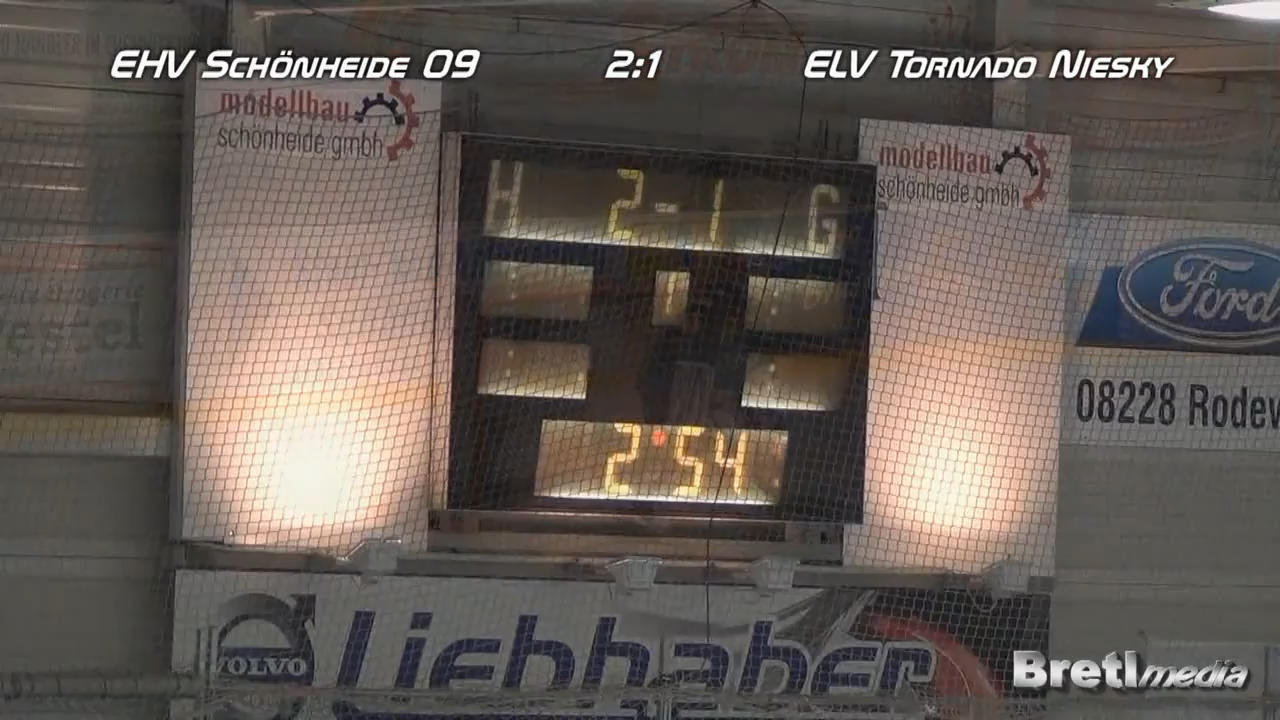 EHV Schönheide 09 2:1 ELV Tornado Niesky
modellbau
schönheide.gmbh
modellbau
schönheide.gmbh
H 2-1 G
1
2:54
Ford
08228 Rodew
VOLVO
Liebhaber
Bretlmedia